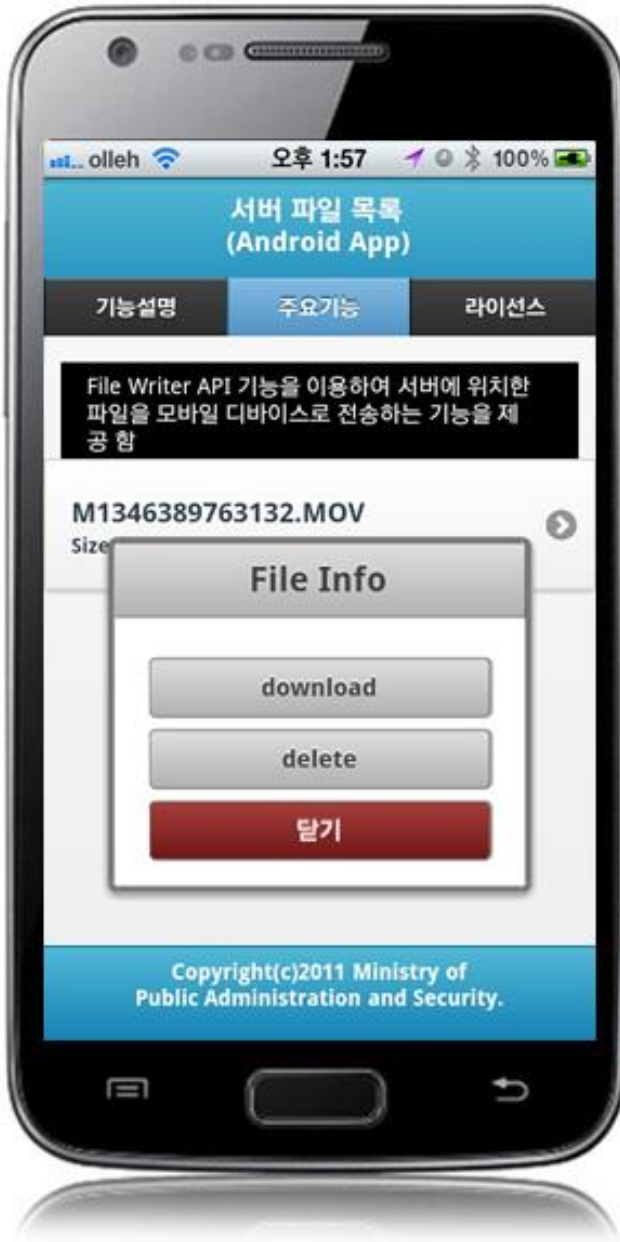 olleh 오후 1:57 100%
서버 파일 목록
(Android App)
기능설명 주요기능 라이선스
File Writer API 기능을 이용하여 서버에 위치한
파일을 모바일 디바이스로 전송하는 기능을 제
공 함
M1346389763132.MOV
Size
File Info
download
delete
닫기
Copyright(c)2011 Ministry of
Public Administration and Security.